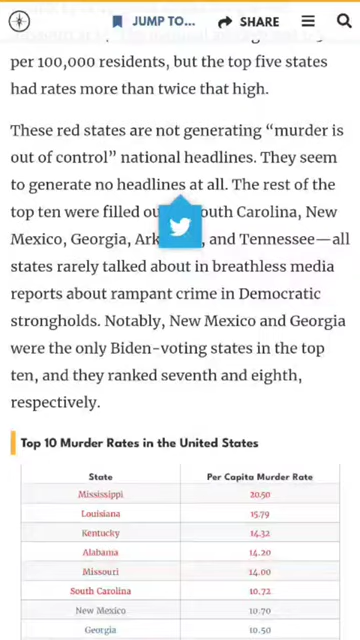 JUMP TO...
SHARE
per 100,000 residents, but the top five states
had rates more than twice that high.
These red states are not generating “murder is
out of control” national headlines. They seem
to generate no headlines at all. The rest of the
top ten were filled outh Carolina, New
Mexico, Georgia, and Tennessee—all
states rarely talked about in breathless media
reports about rampant crime in Democratic
strongholds. Notably, New Mexico and Georgia
were the only Biden-voting states in the top
ten, and they ranked seventh and eighth,
respectively.
Top 10 Murder Rates in the United States
State Per Capita Murder Rate
Mississippi 20.50
Louisiana 15.79
Kentucky 14.32
Alabama 14.20
Missouri 14.00
South Carolina 10.72
New Mexico 10.70
Georgia 10.50